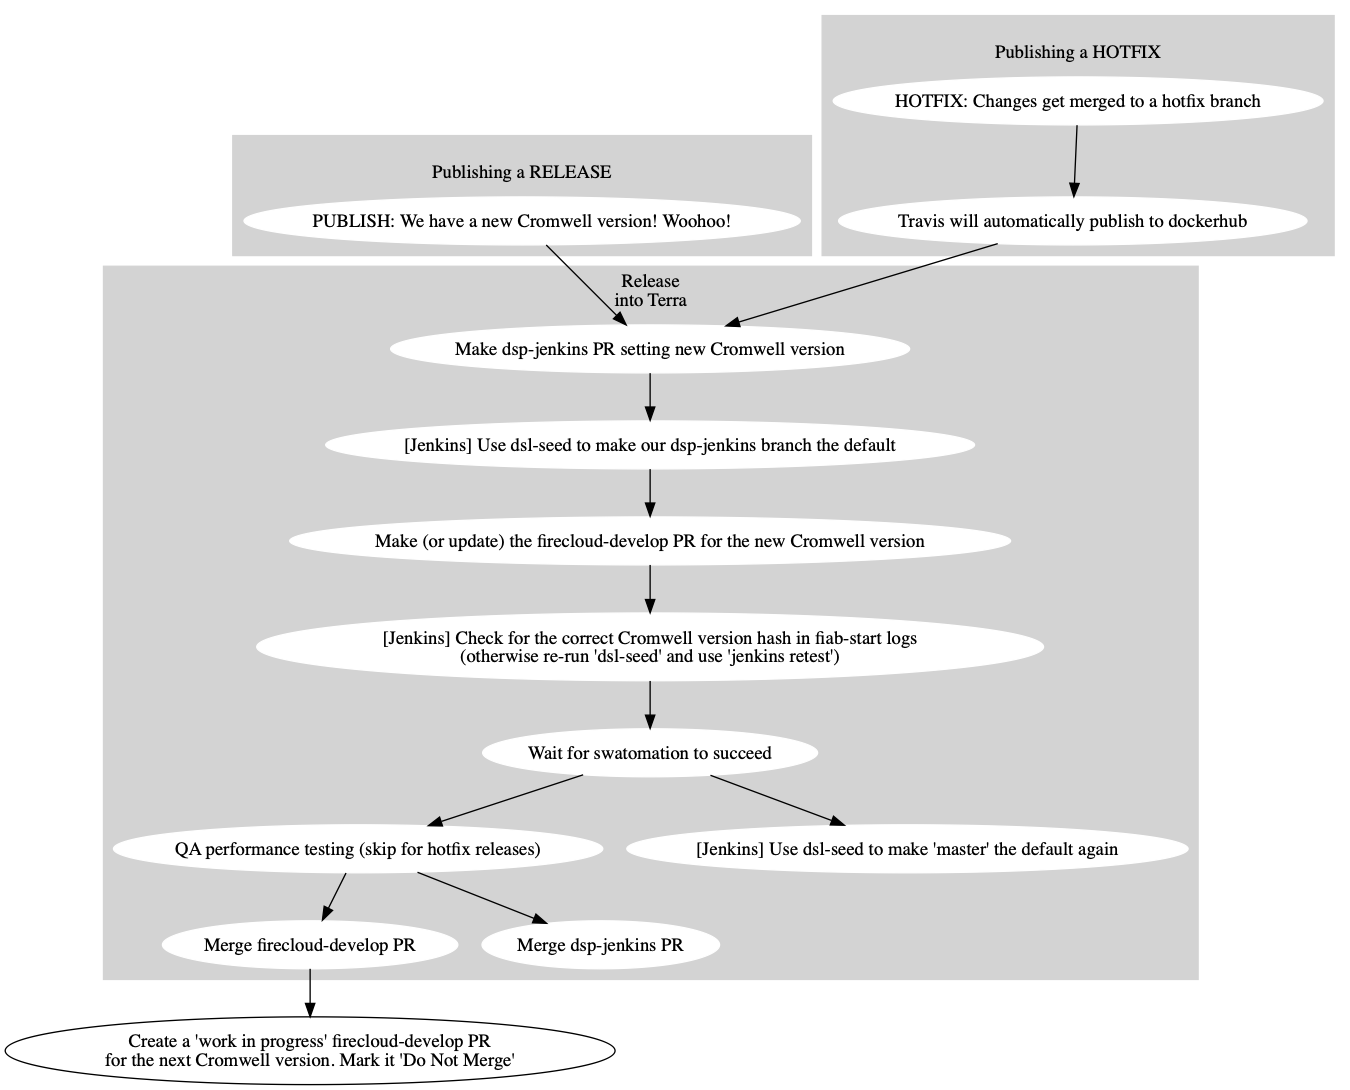 Publishing a HOTFIX
HOTFIX: Changes get merged to a hotfix branch
Publishing a RELEASE
PUBLISH: We have a new Cromwell version! Woohoo!
Travis will automatically publish to dockerhub
Release
into Terra
Make dsp-jenkins PR setting new Cromwell version
[Jenkins] Use dsl-seed to make our dsp-jenkins branch the default
Make (or update) the firecloud-develop PR for the new Cromwell version
[Jenkins] Check for the correct Cromwell version hash in fiab-start logs
(otherwise re-run 'dsl-seed' and use 'jenkins retest')
Wait for swatomation to succeed
QA performance testing (skip for hotfix releases)
[Jenkins] Use dsl-seed to make 'master' the default again
Merge firecloud-develop PR
Merge dsp-jenkins PR
Create a 'work in progress' firecloud-develop PR
for the next Cromwell version. Mark it 'Do Not Merge'